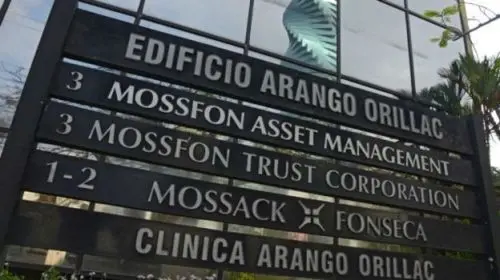 EDIFICIO ARANGO ORILLAC
3 MOSSFON ASSET MANAGEMENT
3 MOSSFON TRUST CORPORATION
1-2 MOSSACK FONSECA
CLINICA ARANGO ORILLAC